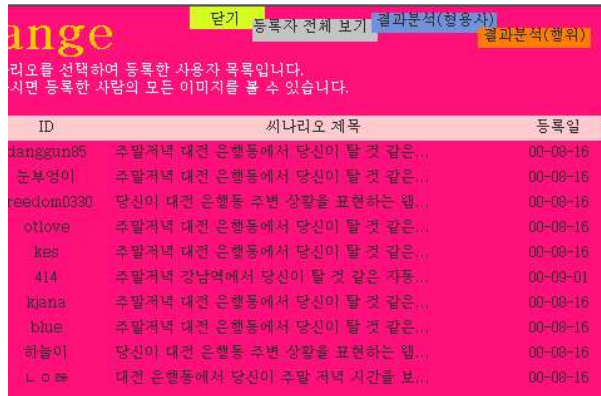 ange
닫기
등록자 전체 보기
결과분석(형용사)
결과분석(행위)
리오를 선택하여 등록한 사용자 목록입니다.
시면 등록한 사람의 모든 이미지를 볼 수 있습니다.
ID 씨나리오 제목 등록일
danggun85 주말저녁 대전 은행동에서 당신이 탈 것 같은... 00-08-16
눈부엉이 주말저녁 대전 은행동에서 당신이 탈 것 같은... 00-08-16
reedom0330 당신이 대전 은행동 주변 상황을 표현하는 웹... 00-08-16
otlove 주말저녁 대전 은행동에서 당신이 탈 것 같은... 00-08-16
kes 주말저녁 대전 은행동에서 당신이 탈 것 같은... 00-08-16
414 주말저녁 강남역에서 당신이 탈 것 같은 자동... 00-09-01
kjana 주말저녁 대전 은행동에서 당신이 탈 것 같은... 00-08-16
blue 주말저녁 대전 은행동에서 당신이 탈 것 같은... 00-08-16
하늘이 당신이 대전 은행동 주변 상황을 표현하는 웹... 00-08-16
대전 은행동에서 당신이 주말 저녁 시간을 보... 00-08-16